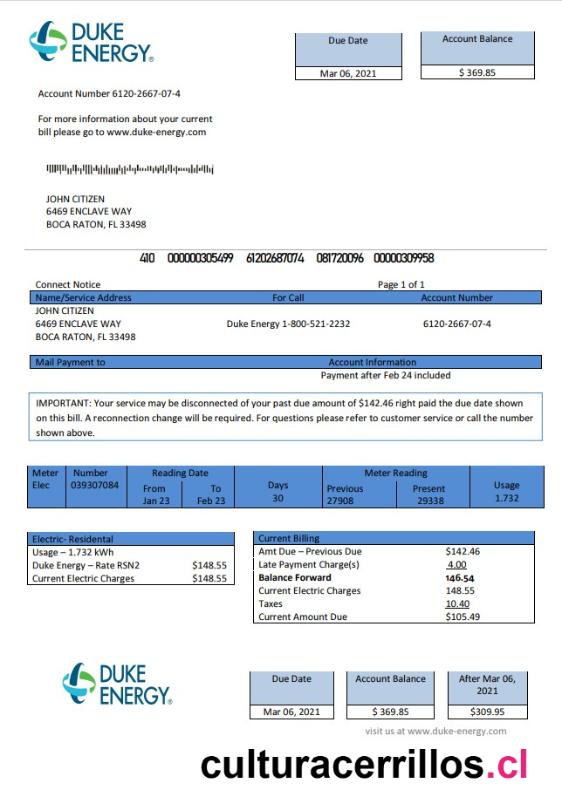 DUKE
ENERGY®
Due Date
Account Balance
Mar 06, 2021
$ 369.85
Account Number 6120-2667-07-4
For more information about your current
bill please go to www.duke-energy.com
JOHN CITIZEN
6469 ENCLAVE WAY
BOCA RATON, FL 33498
410 000000305499 61202687074 081720096 00000309958
Connect Notice Page 1 of 1
Name/Service Address For Call Account Number
JOHN CITIZEN
6469 ENCLAVE WAY Duke Energy 1-800-521-2232 6120-2667-07-4
BOCA RATON, FL 33498
Mail Payment to Account Information
Payment after Feb 24 included
IMPORTANT: Your service may be disconnected of your past due amount of $142.46 right paid the due date shown
on this bill. A reconnection change will be required. For questions please refer to customer service or call the number
shown above.
Meter Number Reading Date Days Meter Reading Usage
Elec 039307084 From To 30 Previous Present 1.732
Jan 23 Feb 23 27908 29338
Electric- Residential
Usage – 1.732 kWh
Duke Energy – Rate RSN2 $148.55
Current Electric Charges $148.55
Current Billing
Amt Due – Previous Due $142.46
Late Payment Charge(s) 4.00
Balance Forward 146.54
Current Electric Charges 148.55
Taxes 10.40
Current Amount Due $105.49
DUKE
ENERGY®
Due Date Account Balance After Mar 06,
2021
Mar 06, 2021 $ 369.85 $309.95
visit us at www.duke-energy.com
culturacerrillos.cl